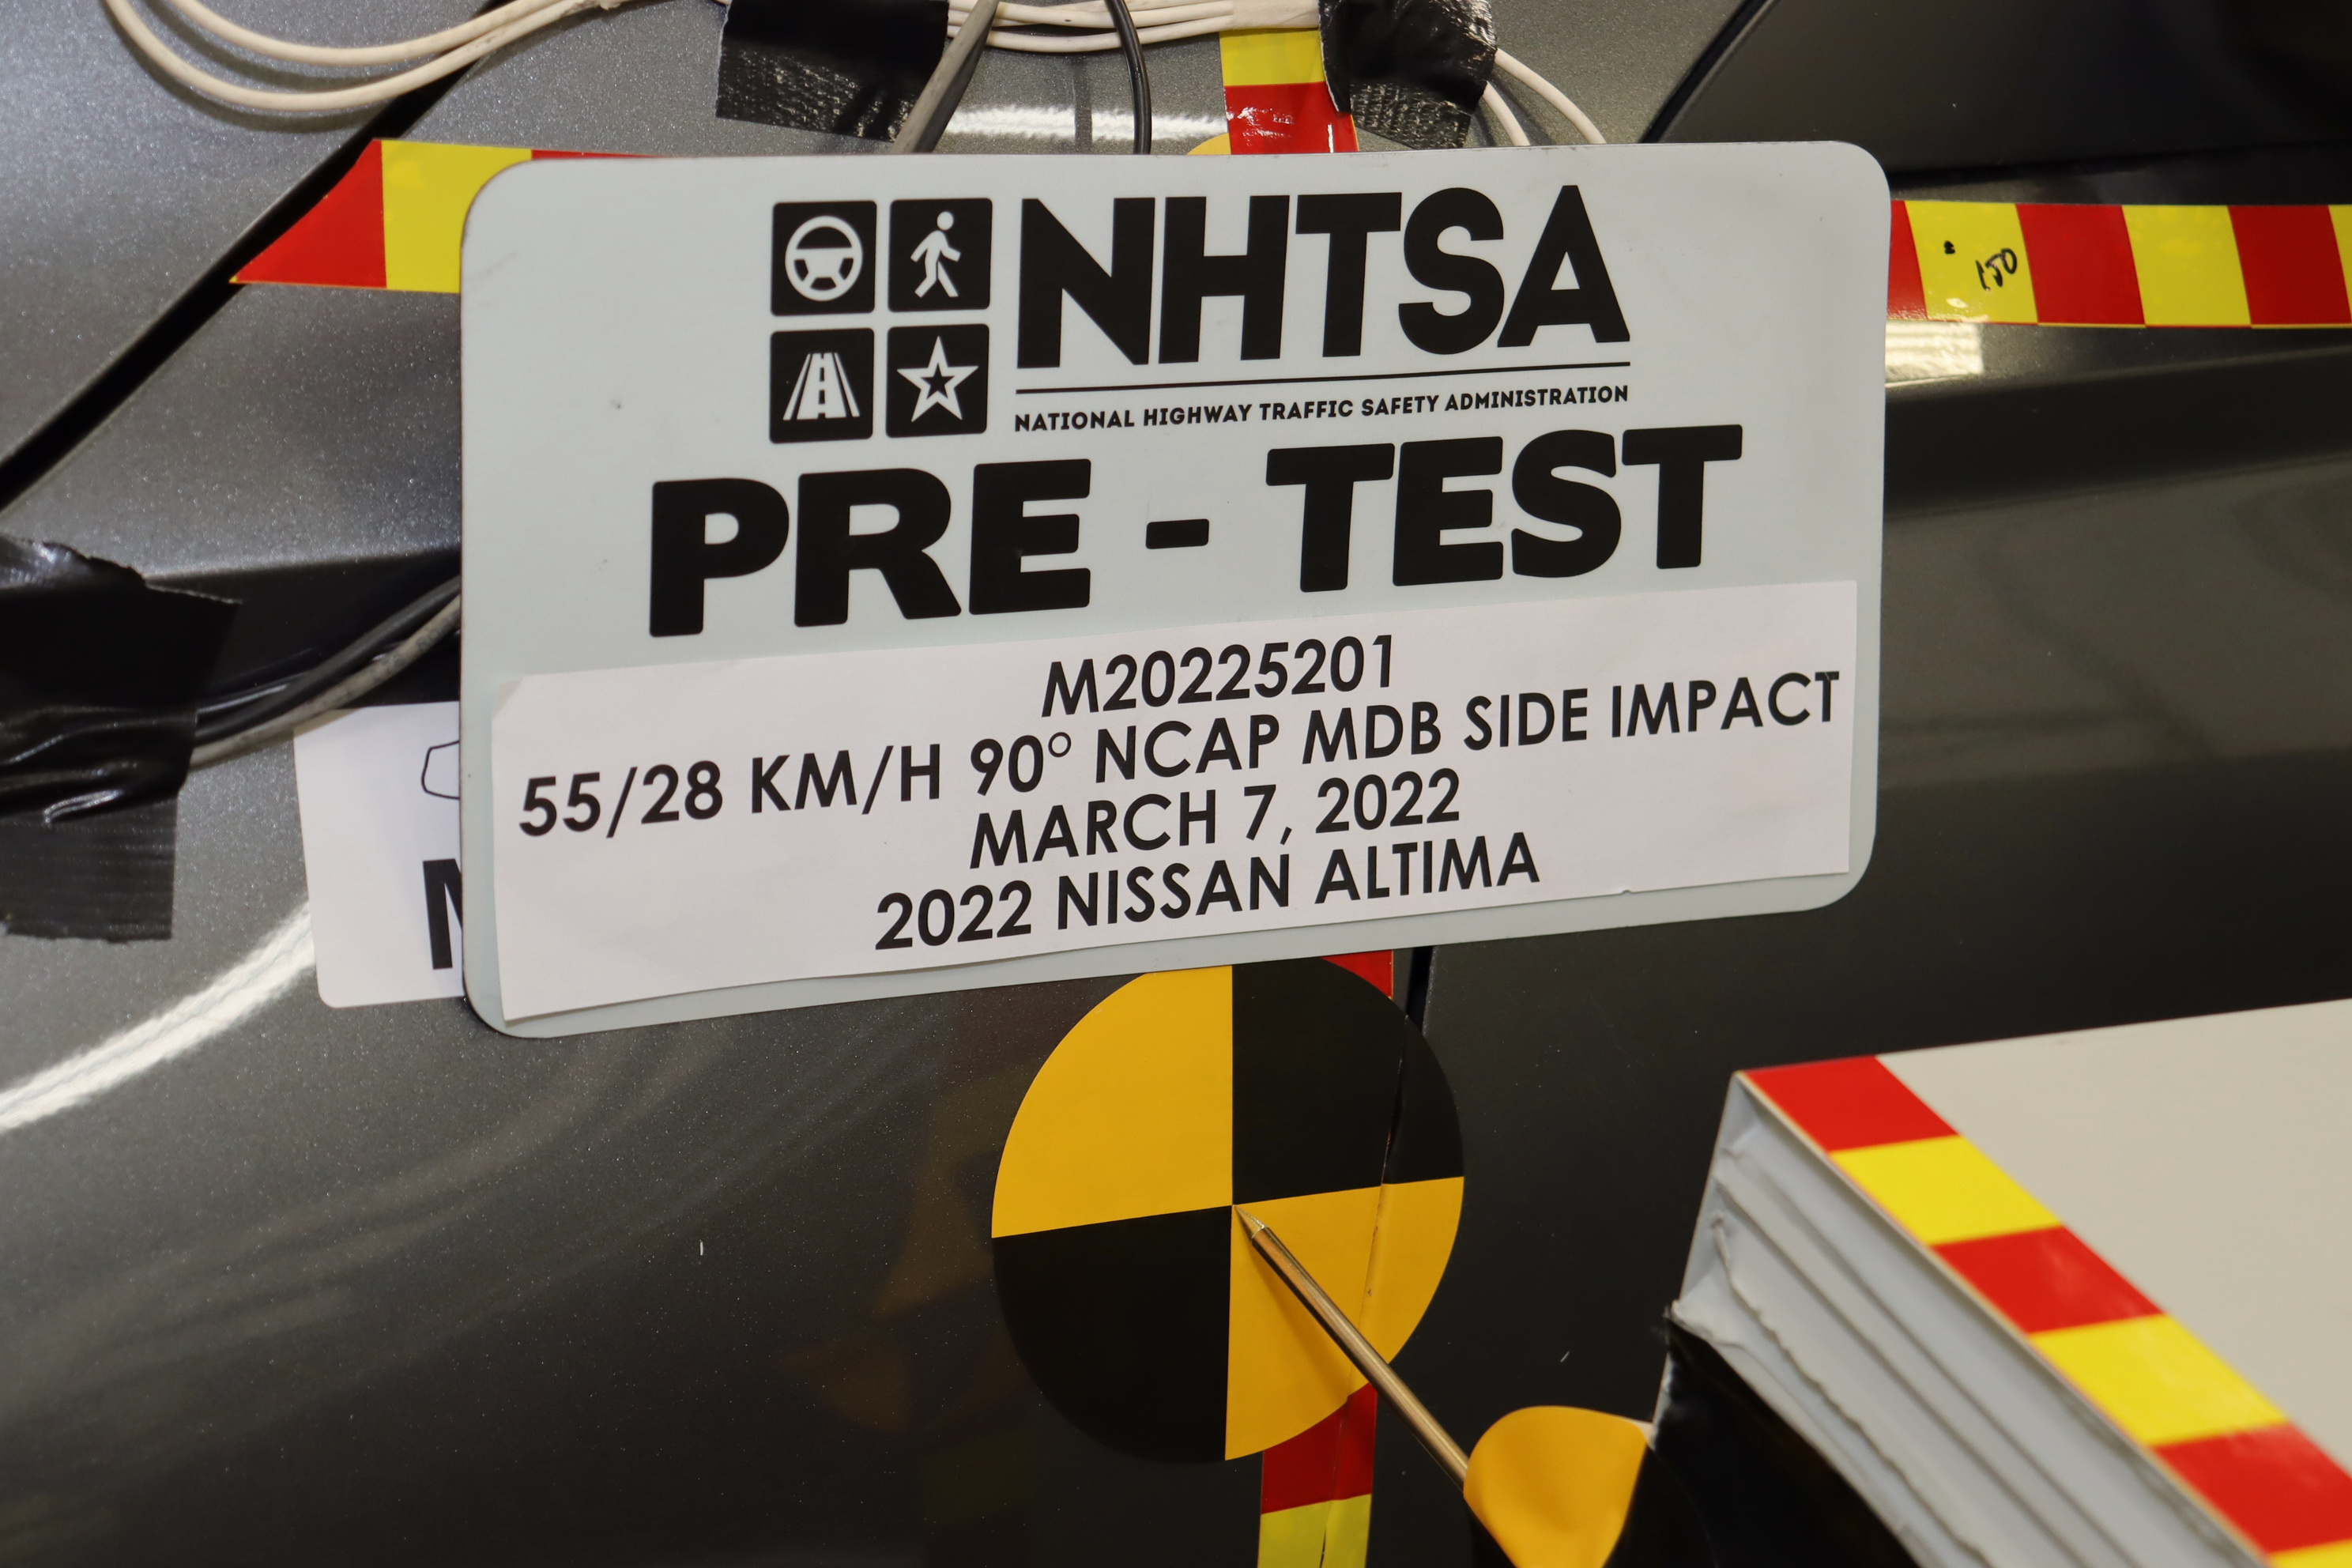 NHTSA
NATIONAL HIGHWAY TRAFFIC SAFETY ADMINISTRATION
PRE - TEST
M20225201
55/28 KM/H 90° NCAP MDB SIDE IMPACT
MARCH 7, 2022
2022 NISSAN ALTIMA
150